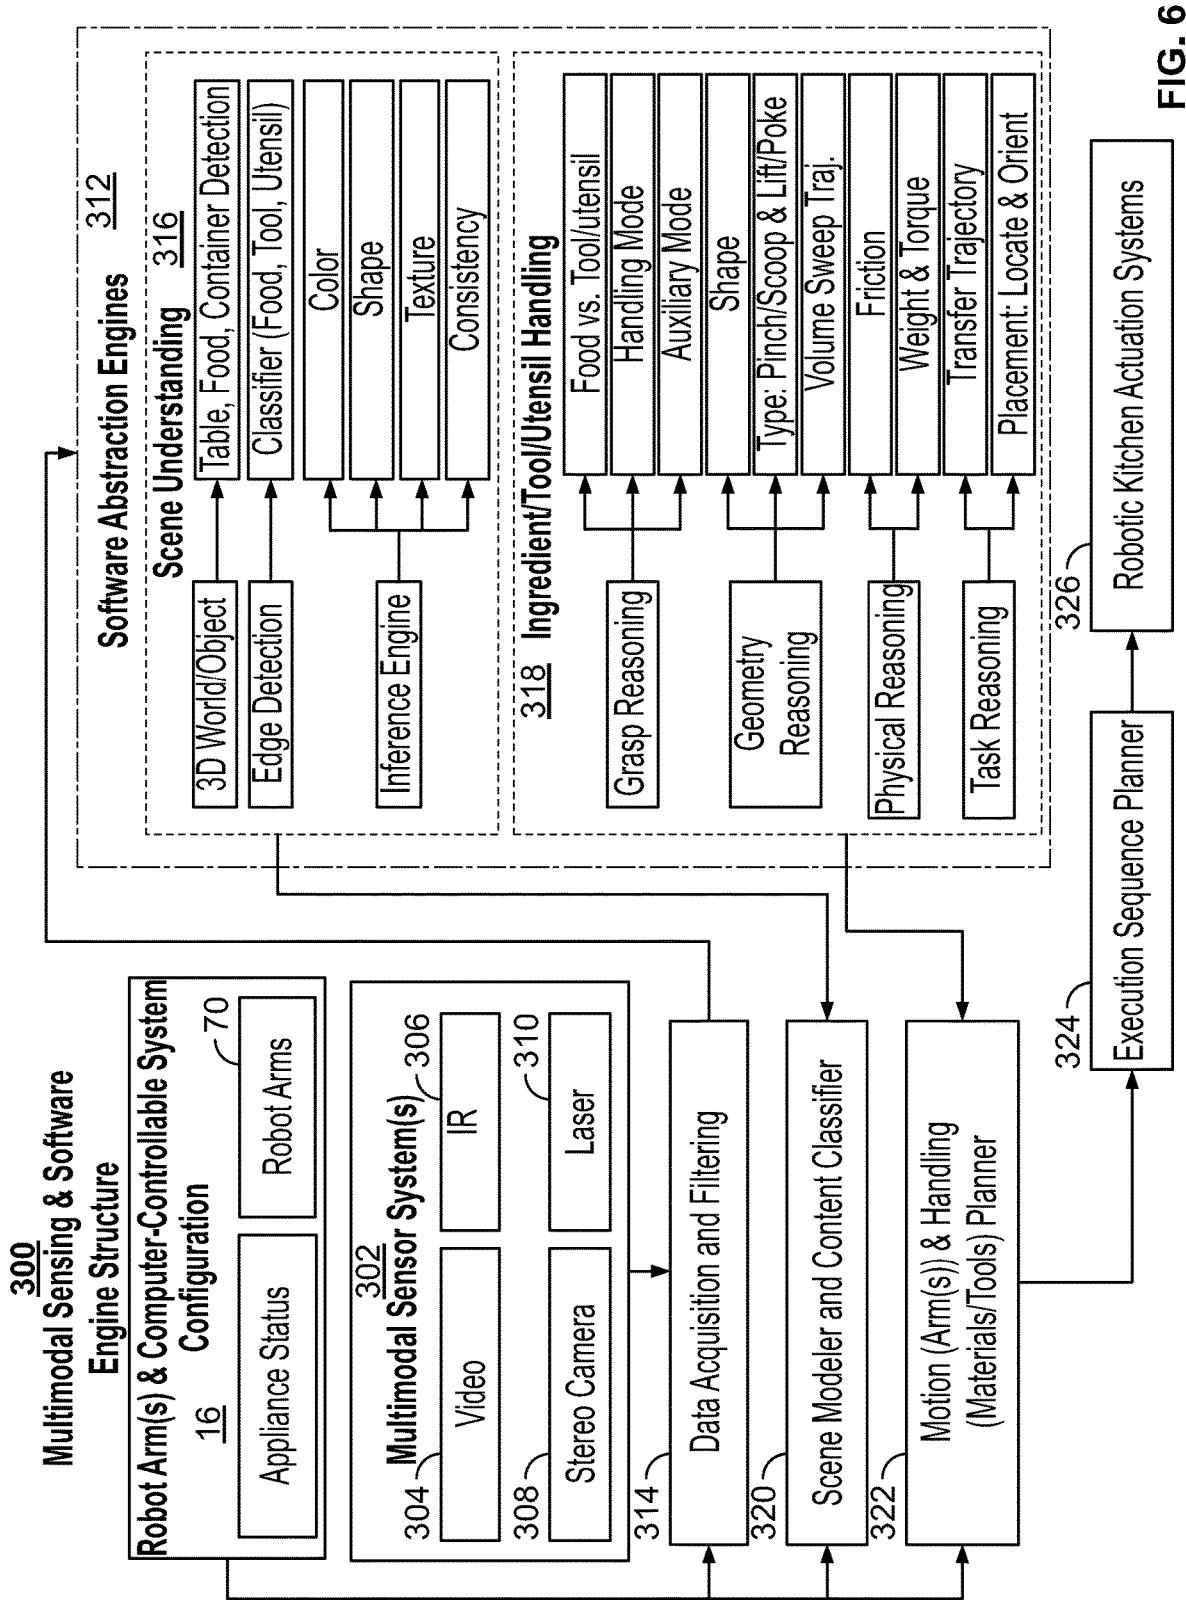 300
Multimodal Sensing & Software
Engine Structure
Robot Arm(s) & Computer-Controllable System
Configuration
16
Appliance Status
70
Robot Arms
302
Multimodal Sensor System(s)
304
Video
306
IR
308
Stereo Camera
310
Laser
314
Data Acquisition and Filtering
320
Scene Modeler and Content Classifier
322
Motion (Arm(s)) & Handling
(Materials/Tools) Planner
324
Execution Sequence Planner
326
Robotic Kitchen Actuation Systems
Software Abstraction Engines
312
Scene Understanding
316
3D World/Object
Table, Food, Container Detection
Edge Detection
Classifier (Food, Tool, Utensil)
Inference Engine
Color
Shape
Texture
Consistency
318
Ingredient/Tool/Utensil Handling
Grasp Reasoning
Food vs. Tool/utensil
Handling Mode
Auxiliary Mode
Geometry
Reasoning
Shape
Type: Pinch/Scoop & Lift/Poke
Volume Sweep Traj.
Physical Reasoning
Friction
Weight & Torque
Task Reasoning
Transfer Trajectory
Placement: Locate & Orient
FIG. 6